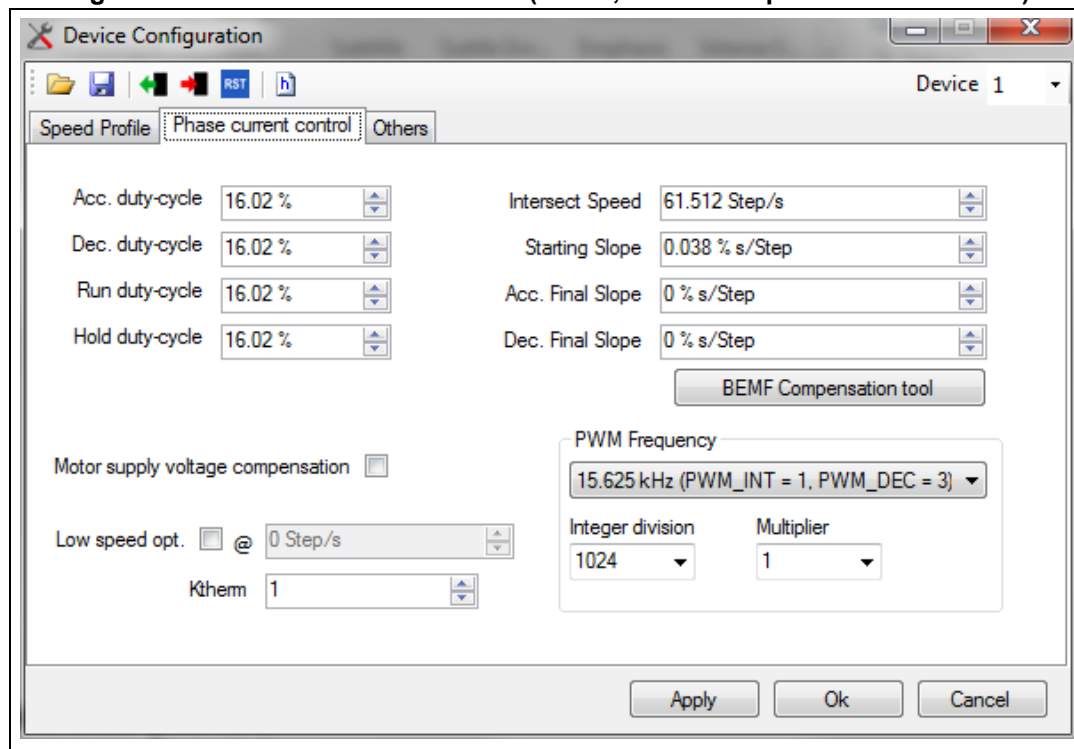 Device Configuration
RST h Device 1
Speed Profile Phase current control Others
Acc. duty-cycle 16.02 % Intersect Speed 61.512 Step/s
Dec. duty-cycle 16.02 % Starting Slope 0.038 % s/Step
Run duty-cycle 16.02 % Acc. Final Slope 0 % s/Step
Hold duty-cycle 16.02 % Dec. Final Slope 0 % s/Step
BEMF Compensation tool
PWM Frequency
Motor supply voltage compensation
15.625 kHz (PWM_INT = 1, PWM_DEC = 3)
Integer division Multiplier
Low speed opt. @ 0 Step/s
1024 1
Ktherm 1
Apply Ok Cancel